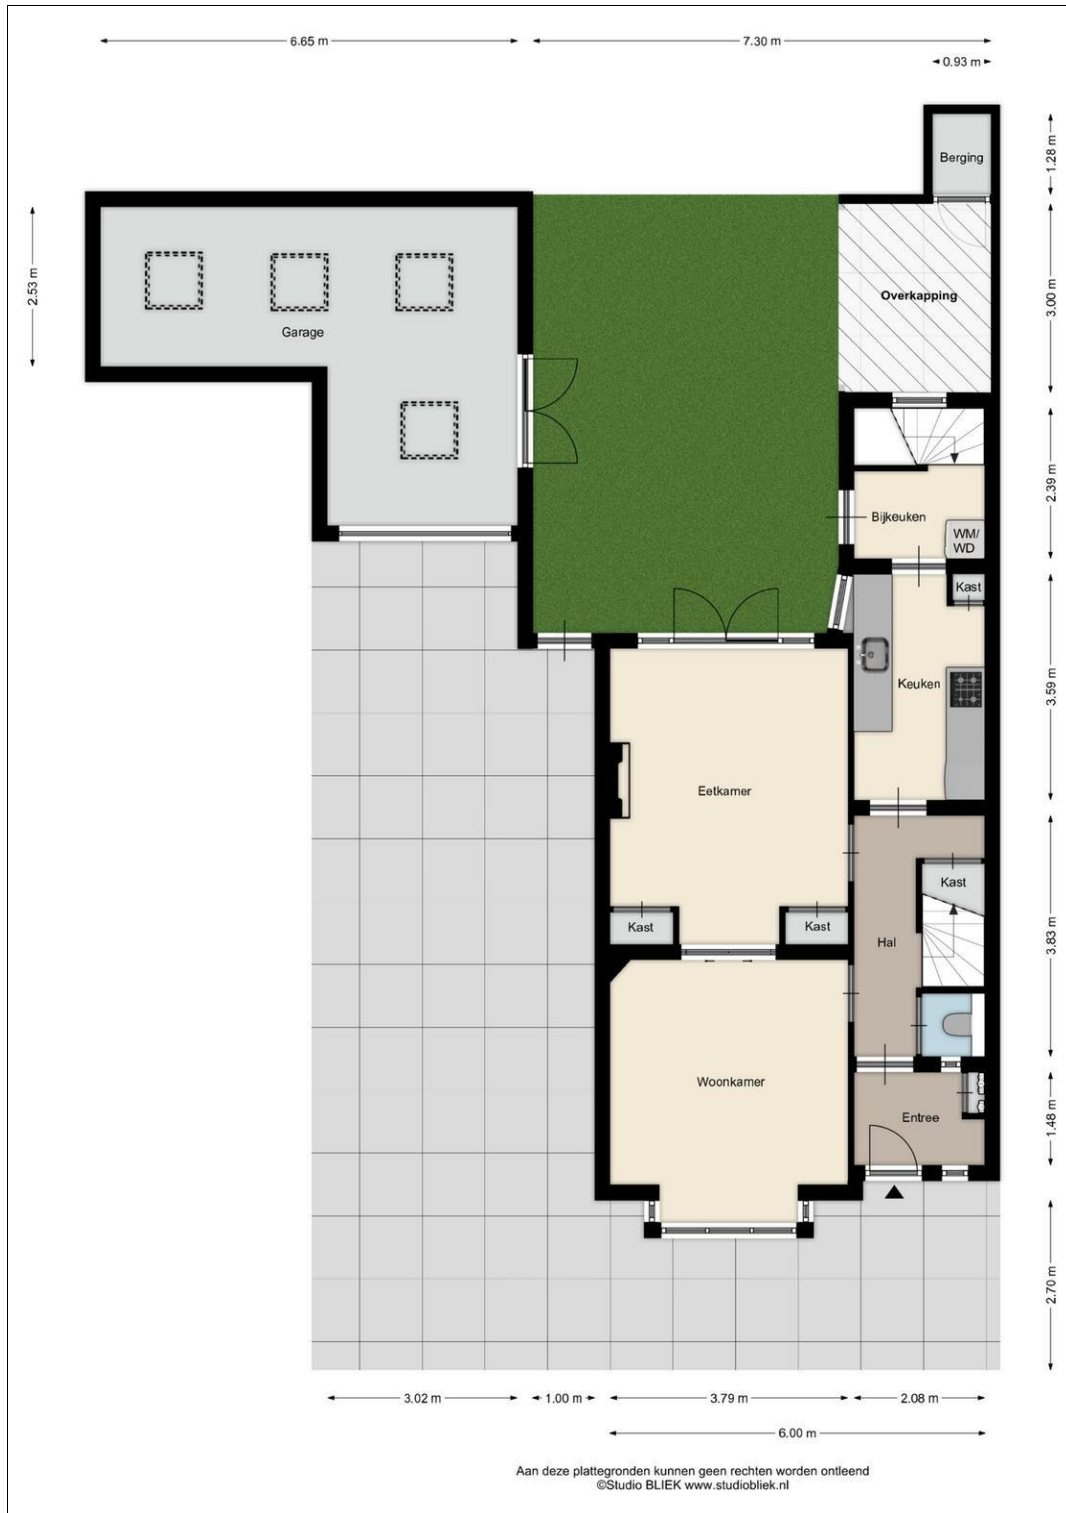 6.65 m
7.30 m
0.93 m
Berging
1.28 m
2.53 m
Overkapping
3.00 m
Garage
Bijkeuken
WM/
WD
2.39 m
Kast
Keuken
3.59 m
Eetkamer
Kast
Kast
Kast
Hal
3.83 m
Woonkamer
Entree
1.48 m
2.70 m
3.02 m
1.00 m
3.79 m
2.08 m
6.00 m
Aan deze plattegronden kunnen geen rechten worden ontleend
©Studio BLIEK www.studiobliek.nl